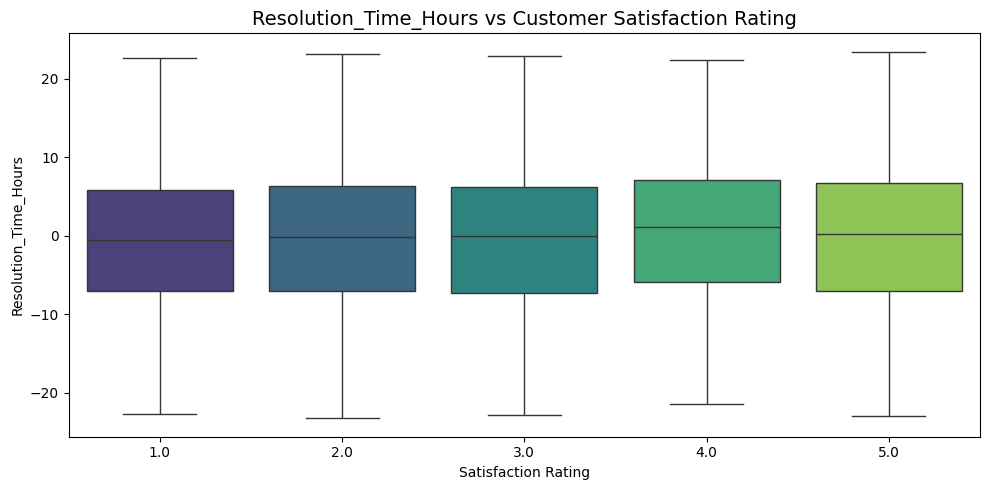 Resolution_Time_Hours vs Customer Satisfaction Rating
Resolution_Time_Hours
20
10
0
−10
−20
1.0 2.0 3.0 4.0 5.0
Satisfaction Rating